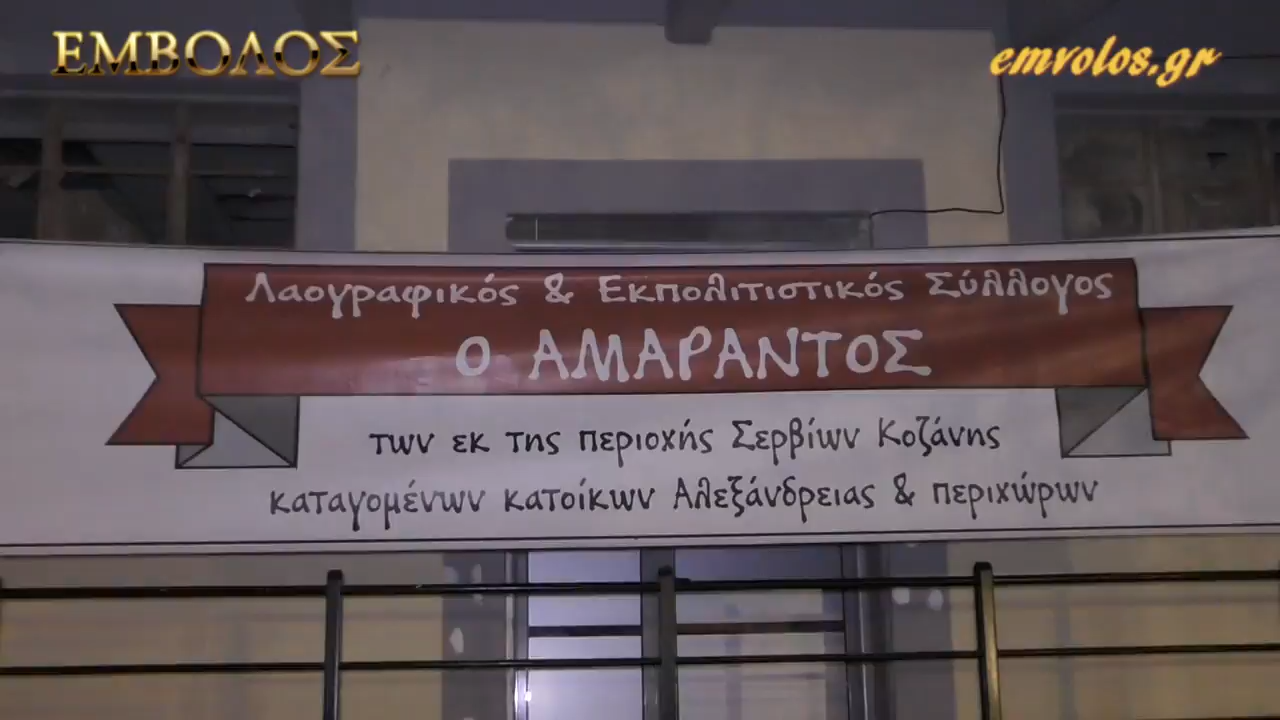 ΕΜΒΟΛΟΣ
emvolos.gr
Λαογραφικός & Εκπολιτιστικός Σύλλογος
Ο ΑΜΑΡΑΝΤΟΣ
των εκ της περιοχής Σερβίων Κοζάνης
καταγομένων κατοίκων Αλεξάνδρειας & περιχώρων